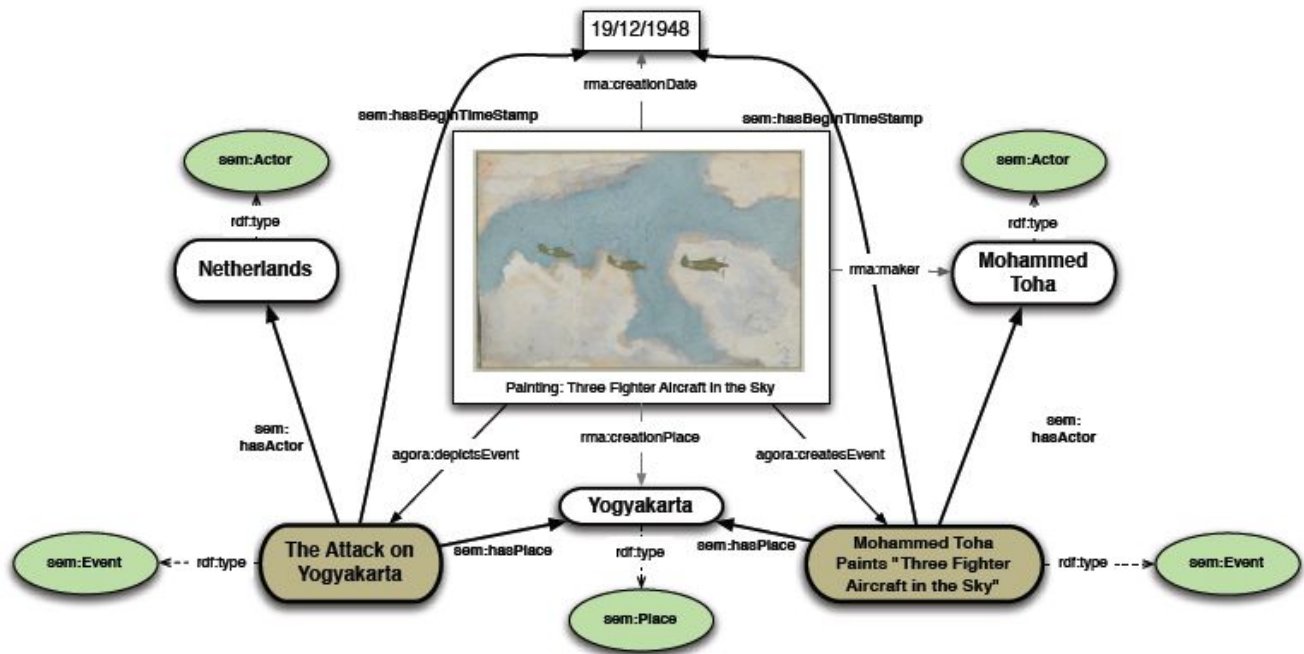 19/12/1948
rma:creationDate
sem:hasBeginTimeStamp
sem:hasBeginTimeStamp
sem:Actor
sem:Actor
rdf:type
rdf:type
Netherlands
rma:maker
Mohammed
Toha
Painting: Three Fighter Aircraft in the Sky
sem:
hasActor
rma:creationPlace
sem:
hasActor
agora:depictsEvent
agora:createsEvent
Yogyakarta
The Attack on
Yogyakarta
sem:hasPlace
sem:hasPlace
rdf:type
Mohammed Toha
Paints "Three Fighter
Aircraft in the Sky"
sem:Event
rdf:type
rdf:type
sem:Event
sem:Place